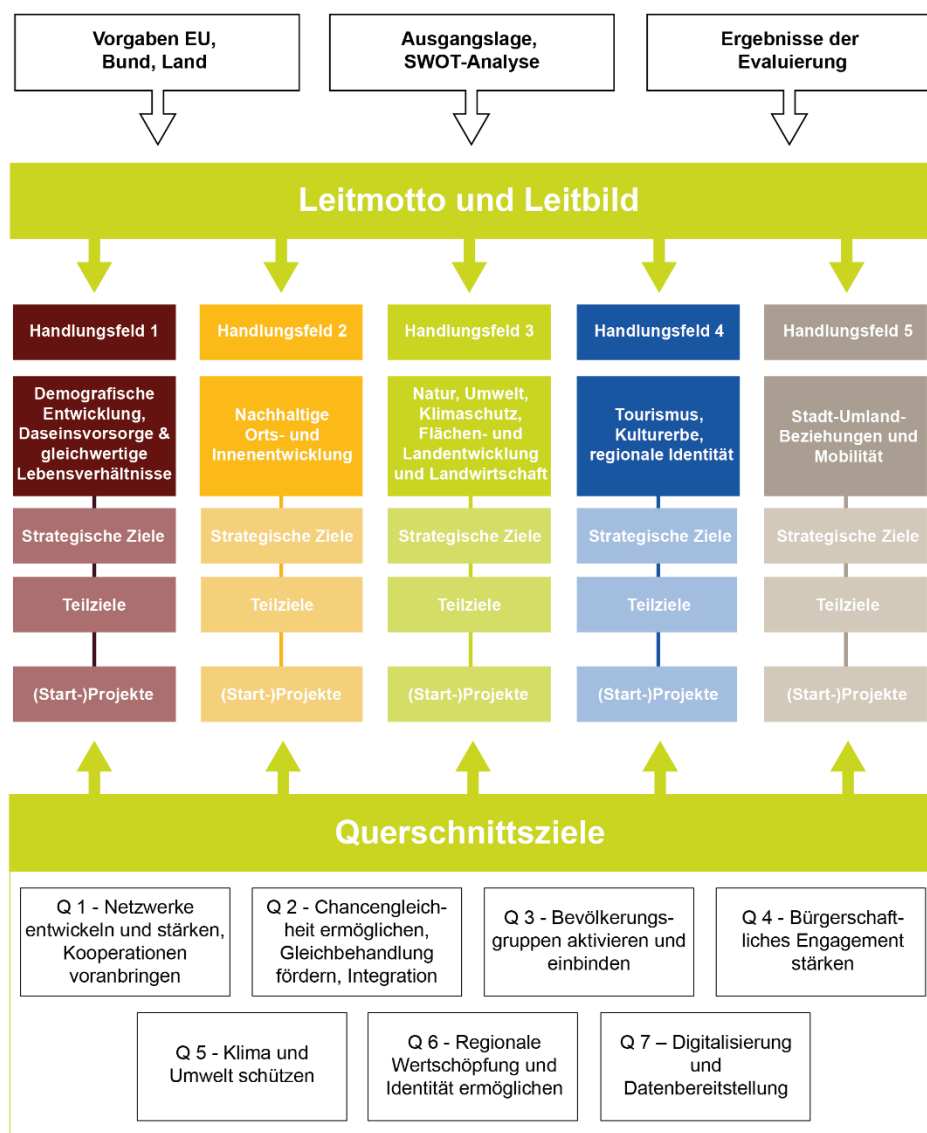 Vorgaben EU,
Bund, Land
Ausgangslage,
SWOT-Analyse
Ergebnisse der
Evaluierung
Leitmotto und Leitbild
Handlungsfeld 1
Handlungsfeld 2
Handlungsfeld 3
Handlungsfeld 4
Handlungsfeld 5
Demografische
Entwicklung,
Daseinsvorsorge &
gleichwertige
Lebensverhältnisse
Nachhaltige
Orts- und
Innenentwicklung
Natur, Umwelt,
Klimaschutz,
Flächen- und
Landentwicklung
und Landwirtschaft
Tourismus,
Kulturerbe,
regionale Identität
Stadt-Umland-
Beziehungen und
Mobilität
Strategische Ziele
Strategische Ziele
Strategische Ziele
Strategische Ziele
Strategische Ziele
Teilziele
Teilziele
Teilziele
Teilziele
Teilziele
(Start-)Projekte
(Start-)Projekte
(Start-)Projekte
(Start-)Projekte
(Start-)Projekte
Querschnittsziele
Q 1 - Netzwerke
entwickeln und stärken,
Kooperationen
voranbringen
Q 2 - Chancengleich-
heit ermöglichen,
Gleichbehandlung
fördern, Integration
Q 3 - Bevölkerungs-
gruppen aktivieren und
einbinden
Q 4 - Bürgerschaft-
liches Engagement
stärken
Q 5 - Klima und
Umwelt schützen
Q 6 - Regionale
Wertschöpfung und
Identität ermöglichen
Q 7 – Digitalisierung
und
Datenbereitstellung